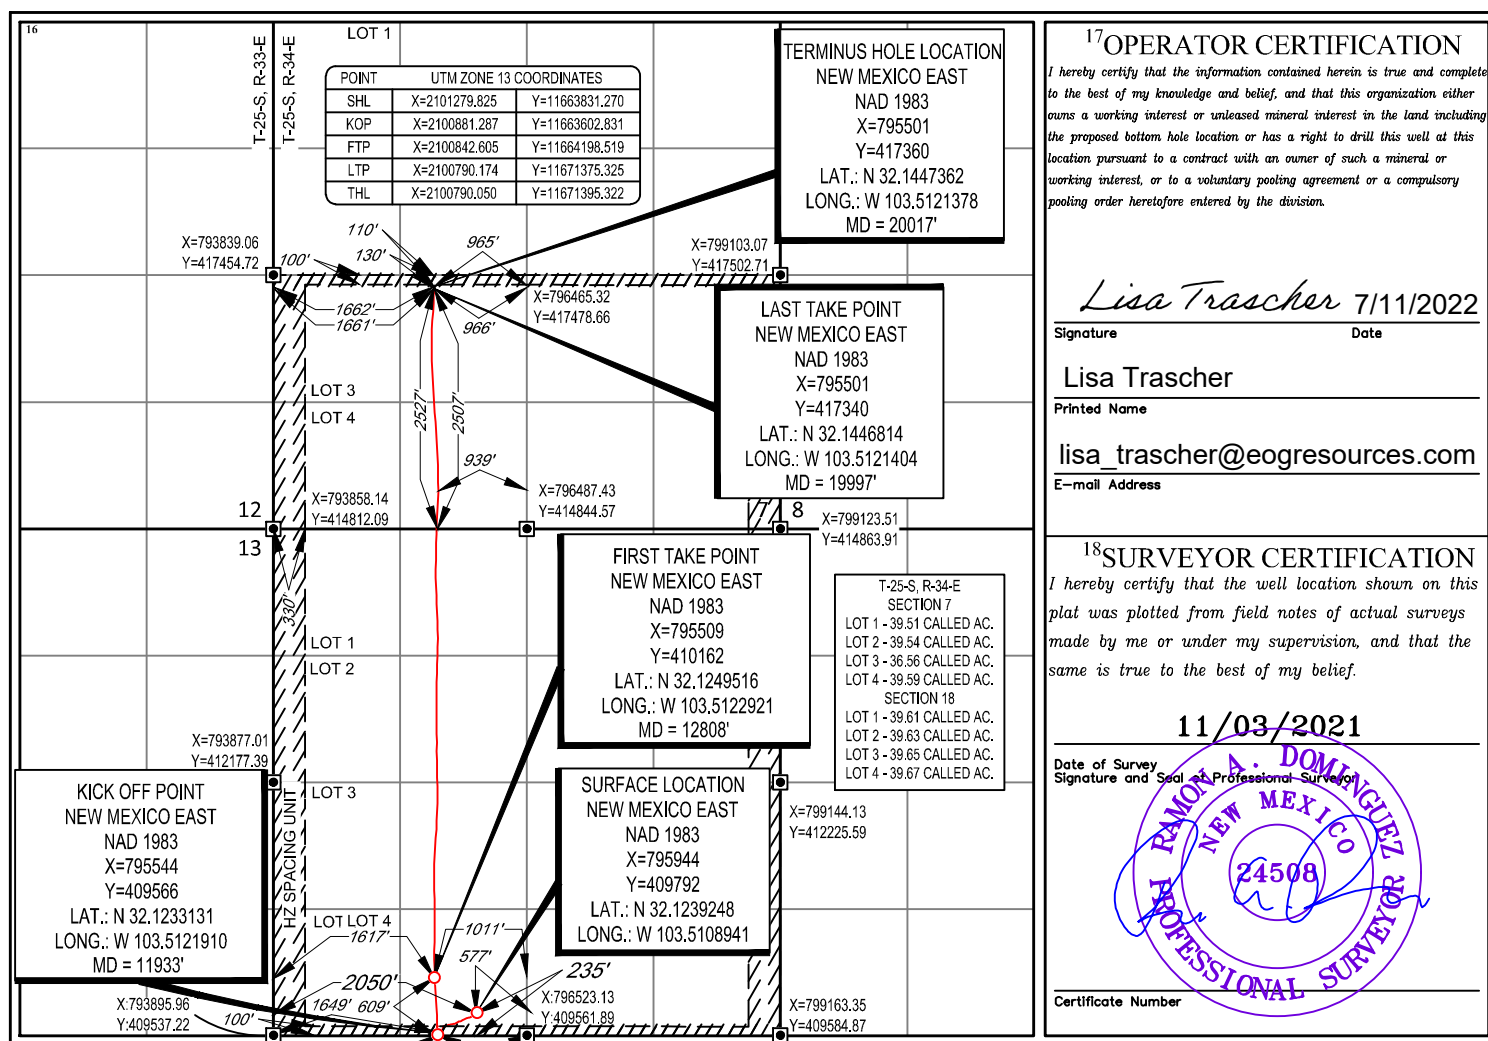 16
T-25-S, R-33-E
T-25-S, R-34-E
LOT 1
POINT UTM ZONE 13 COORDINATES
SHL X=2101279.825 Y=11663831.270
KOP X=2100881.287 Y=11663602.831
FTP X=2100842.605 Y=11664198.519
LTP X=2100790.174 Y=11671375.325
THL X=2100790.050 Y=11671395.322
TERMINUS HOLE LOCATION
NEW MEXICO EAST
NAD 1983
X=795501
Y=417360
LAT.: N 32.1447362
LONG.: W 103.5121378
MD = 20017'
X=793839.06
Y=417454.72
100'
110'
130'
965'
X=799103.07
Y=417502.71
1662'
1661'
966'
X=796465.32
Y=417478.66
LAST TAKE POINT
NEW MEXICO EAST
NAD 1983
X=795501
Y=417340
LAT.: N 32.1446814
LONG.: W 103.5121404
MD = 19997'
LOT 3
LOT 4
2527'
2507'
939'
X=793858.14
Y=414812.09
X=796487.43
Y=414844.57
12
13
7
8
X=799123.51
Y=414863.91
330'
FIRST TAKE POINT
NEW MEXICO EAST
NAD 1983
X=795509
Y=410162
LAT.: N 32.1249516
LONG.: W 103.5122921
MD = 12808'
T-25-S, R-34-E
SECTION 7
LOT 1 - 39.51 CALLED AC.
LOT 2 - 39.54 CALLED AC.
LOT 3 - 36.56 CALLED AC.
LOT 4 - 39.59 CALLED AC.
SECTION 18
LOT 1 - 39.61 CALLED AC.
LOT 2 - 39.63 CALLED AC.
LOT 3 - 39.65 CALLED AC.
LOT 4 - 39.67 CALLED AC.
LOT 1
LOT 2
X=793877.01
Y=412177.39
LOT 3
HZ SPACING UNIT
KICK OFF POINT
NEW MEXICO EAST
NAD 1983
X=795544
Y=409566
LAT.: N 32.1233131
LONG.: W 103.5121910
MD = 11933'
SURFACE LOCATION
NEW MEXICO EAST
NAD 1983
X=795944
Y=409792
LAT.: N 32.1239248
LONG.: W 103.5108941
X=799144.13
Y=412225.59
LOT LOT 4
1617'
1011'
577'
235'
2050'
1649'
609'
100'
X:793895.96
Y:409537.22
X:796523.13
Y:409561.89
X=799163.35
Y=409584.87
17OPERATOR CERTIFICATION
I hereby certify that the information contained herein is true and complete
to the best of my knowledge and belief, and that this organization either
owns a working interest or unleased mineral interest in the land including
the proposed bottom hole location or has a right to drill this well at this
location pursuant to a contract with an owner of such a mineral or
working interest, or to a voluntary pooling agreement or a compulsory
pooling order heretofore entered by the division.
Lisa Trascher 7/11/2022
Signature Date
Lisa Trascher
Printed Name
lisa_trascher@eogresources.com
E-mail Address
18SURVEYOR CERTIFICATION
I hereby certify that the well location shown on this
plat was plotted from field notes of actual surveys
made by me or under my supervision, and that the
same is true to the best of my belief.
11/03/2021
Date of Survey
Signature and Seal of Professional Surveyor
RAMON A. DOMINGUEZ
NEW MEXICO
24508
PROFESSIONAL SURVEYOR
Certificate Number